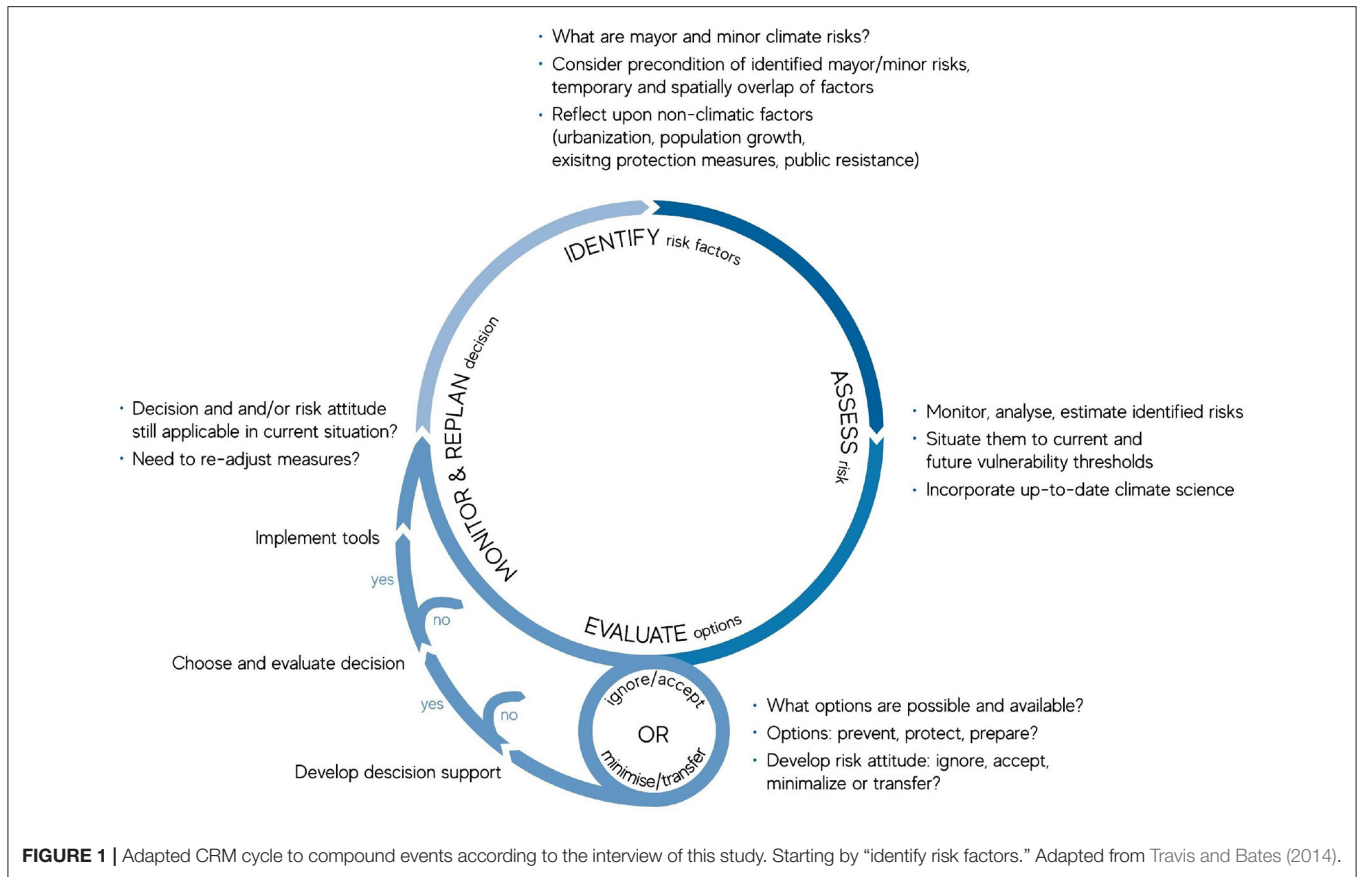 • What are mayor and minor climate risks?
• Consider precondition of identified mayor/minor risks,
temporary and spatially overlap of factors
• Reflect upon non-climatic factors
(urbanization, population growth,
exisitng protection measures, public resistance)
IDENTIFY risk factors
ASSESS risk
• Monitor, analyse, estimate identified risks
• Situate them to current and
future vulnerability thresholds
• Incorporate up-to-date climate science
EVALUATE options
ignore/accept
OR
minimise/transfer
• What options are possible and available?
• Options: prevent, protect, prepare?
• Develop risk attitude: ignore, accept,
minimalize or transfer?
Develop descision support
no
yes
Choose and evaluate decision
no
yes
Implement tools
MONITOR & REPLAN decision
• Decision and and/or risk attitude
still applicable in current situation?
• Need to re-adjust measures?
FIGURE 1 | Adapted CRM cycle to compound events according to the interview of this study. Starting by “identify risk factors.” Adapted from Travis and Bates (2014).